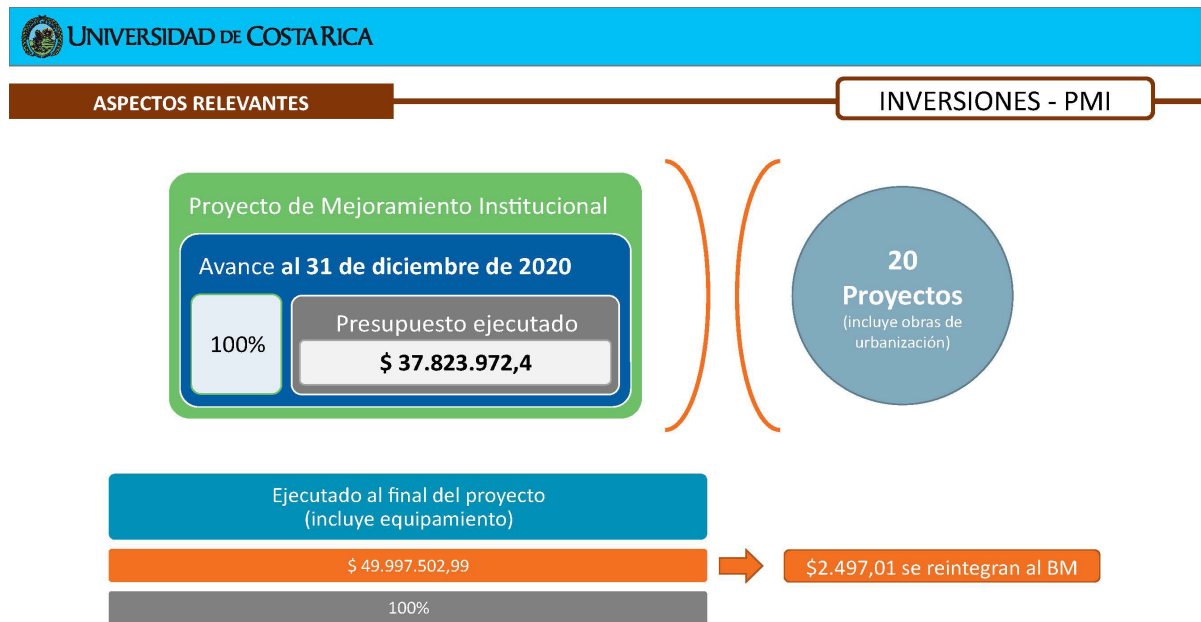 UNIVERSIDAD DE COSTA RICA
ASPECTOS RELEVANTES
INVERSIONES - PMI
Proyecto de Mejoramiento Institucional
Avance al 31 de diciembre de 2020
100%
Presupuesto ejecutado
$ 37.823.972,4
20
Proyectos
(incluye obras de
urbanización)
Ejecutado al final del proyecto
(incluye equipamiento)
$ 49.997.502,99
$2.497,01 se reintegran al BM
100%